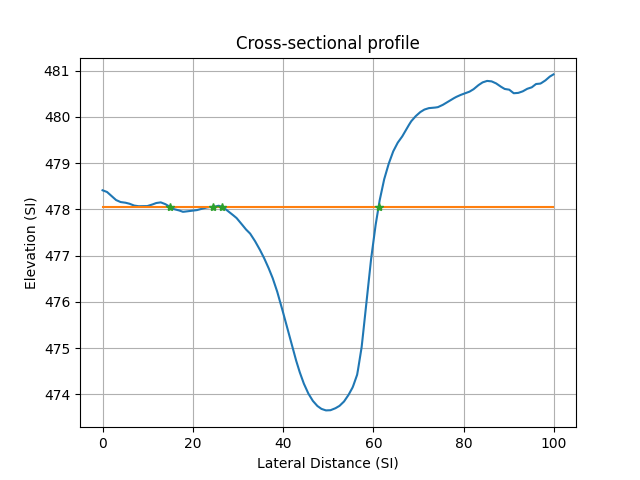 Cross-sectional profile
481
480
479
478
477
476
475
474
Elevation (SI)
0 20 40 60 80 100
Lateral Distance (SI)